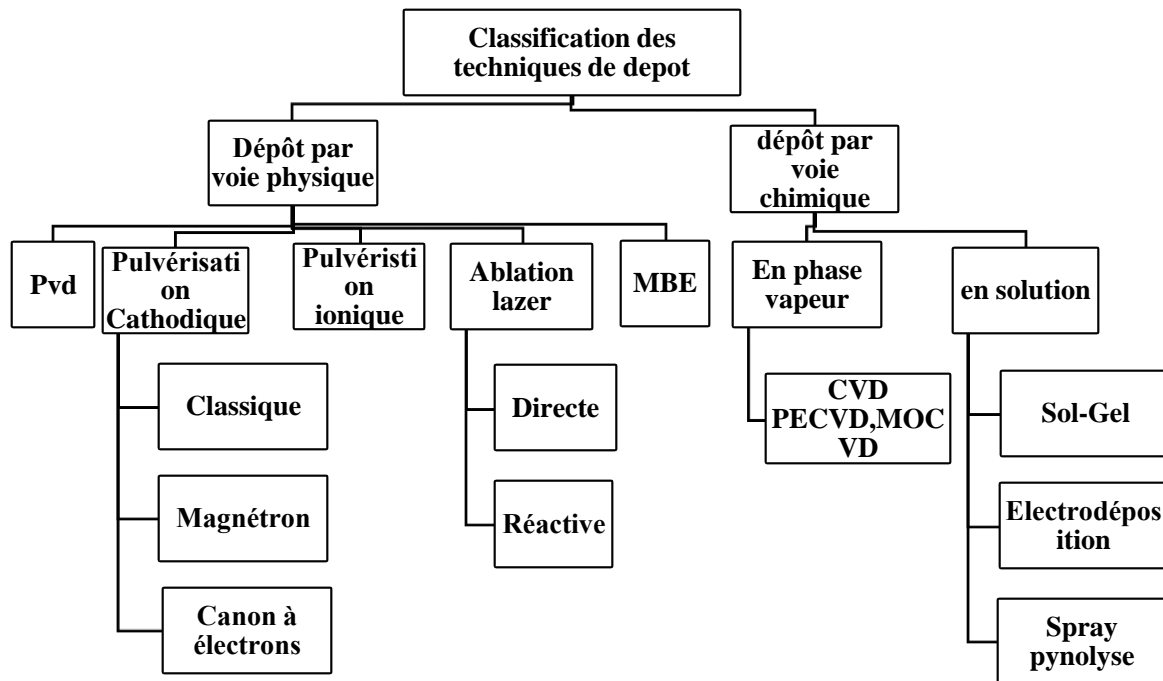 Classification des
techniques de depot
Dépôt par
voie physique
dépôt par
voie
chimique
Pvd
Pulvérisati
on
Cathodique
Pulvéristi
on
ionique
Ablation
lazer
MBE
En phase
vapeur
en solution
Classique
Magnétron
Canon à
électrons
Directe
Réactive
CVD
PECVD,MOC
VD
Sol-Gel
Electrodépos
ition
Spray
pynolyse